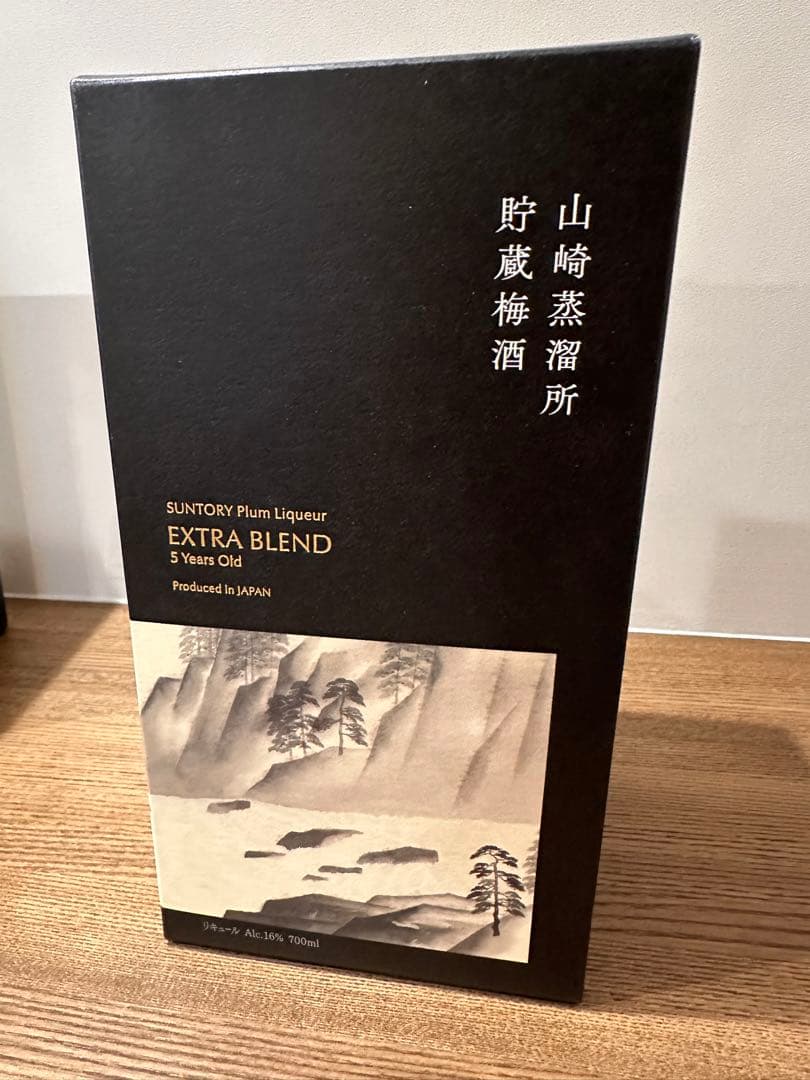 山崎蒸溜所
貯蔵梅酒
SUNTORY Plum Liqueur
EXTRA BLEND
5 Years Old
Produced in JAPAN
リキュール Alc.16% 700ml